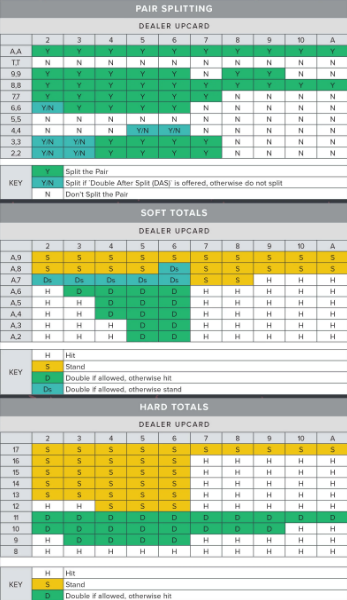 PAIR SPLITTING
DEALER UPCARD
2 3 4 5 6 7 8 9 10 A
A,A Y Y Y Y Y Y Y Y Y Y
T,T N N N N N N N N N N
9,9 Y Y Y Y Y N Y Y N N
8,8 Y Y Y Y Y Y Y Y Y Y
7,7 Y Y Y Y Y Y N N N N
6,6 Y/N Y Y Y Y N N N N N
5,5 N N N N N N N N N N
4,4 N N N Y/N Y/N N N N N N
3,3 Y/N Y/N Y Y Y Y N N N N
2,2 Y/N Y/N Y Y Y Y N N N N
KEY
Y Split the Pair
Y/N Split if 'Double After Split (DAS)' is offered, otherwise do not split
N Don't Split the Pair
SOFT TOTALS
DEALER UPCARD
2 3 4 5 6 7 8 9 10 A
A,9 S S S S S S S S S S
A,8 S S S S Ds S S S S S
A,7 Ds Ds Ds Ds Ds S S H H H
A,6 H D D D D H H H H H
A,5 H H D D D H H H H H
A,4 H H D D D H H H H H
A,3 H H H D D H H H H H
A,2 H H H D D H H H H H
KEY
H Hit
S Stand
D Double if allowed, otherwise hit
Ds Double if allowed, otherwise stand
HARD TOTALS
DEALER UPCARD
2 3 4 5 6 7 8 9 10 A
17 S S S S S S S S S S
16 S S S S S H H H H H
15 S S S S S H H H H H
14 S S S S S H H H H H
13 S S S S S H H H H H
12 H H S S S H H H H H
11 D D D D D D D D D D
10 D D D D D D D D H H
9 H D D D D H H H H H
8 H H H H H H H H H H
KEY
H Hit
S Stand
D Double if allowed, otherwise hit